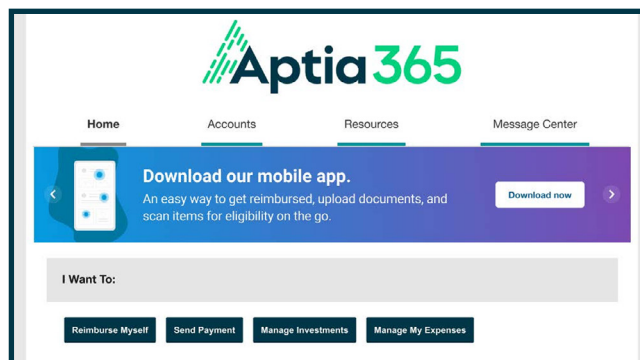 Aptia 365
Home Accounts Resources Message Center
Download our mobile app.
An easy way to get reimbursed, upload documents, and
scan items for eligibility on the go.
Download now
I Want To:
Reimburse Myself Send Payment Manage Investments Manage My Expenses